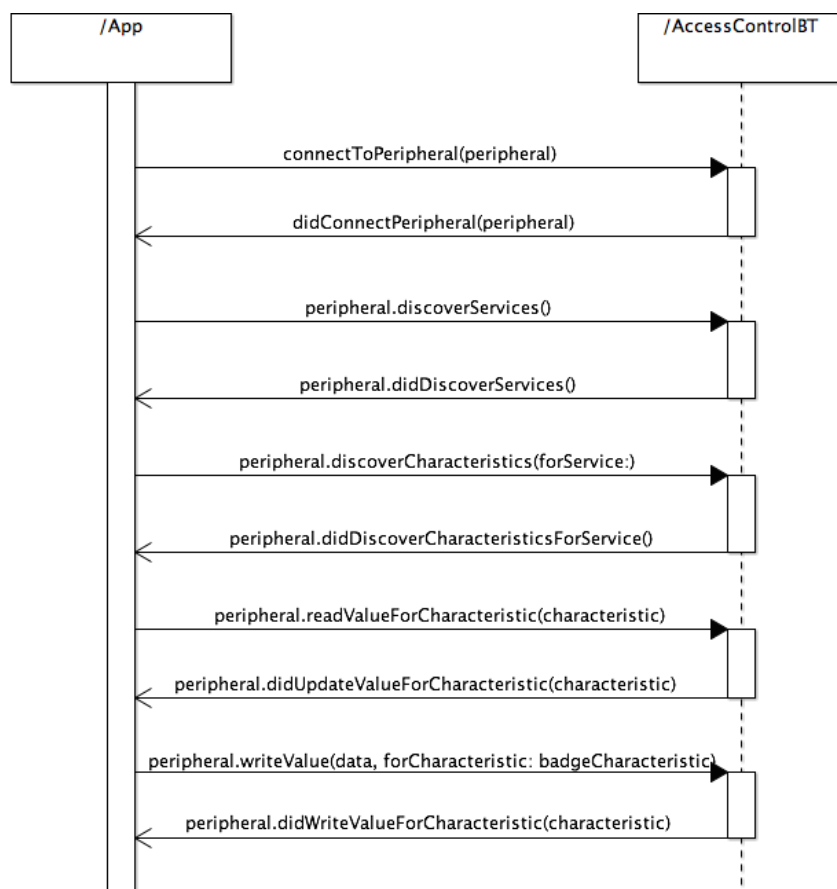 /App
/AccessControlBT
connectToPeripheral(peripheral)
didConnectPeripheral(peripheral)
peripheral.discoverServices()
peripheral.didDiscoverServices()
peripheral.discoverCharacteristics(forService:)
peripheral.didDiscoverCharacteristicsForService()
peripheral.readValueForCharacteristic(characteristic)
peripheral.didUpdateValueForCharacteristic(characteristic)
peripheral.writeValue(data, forCharacteristic: badgeCharacteristic)
peripheral.didWriteValueForCharacteristic(characteristic)